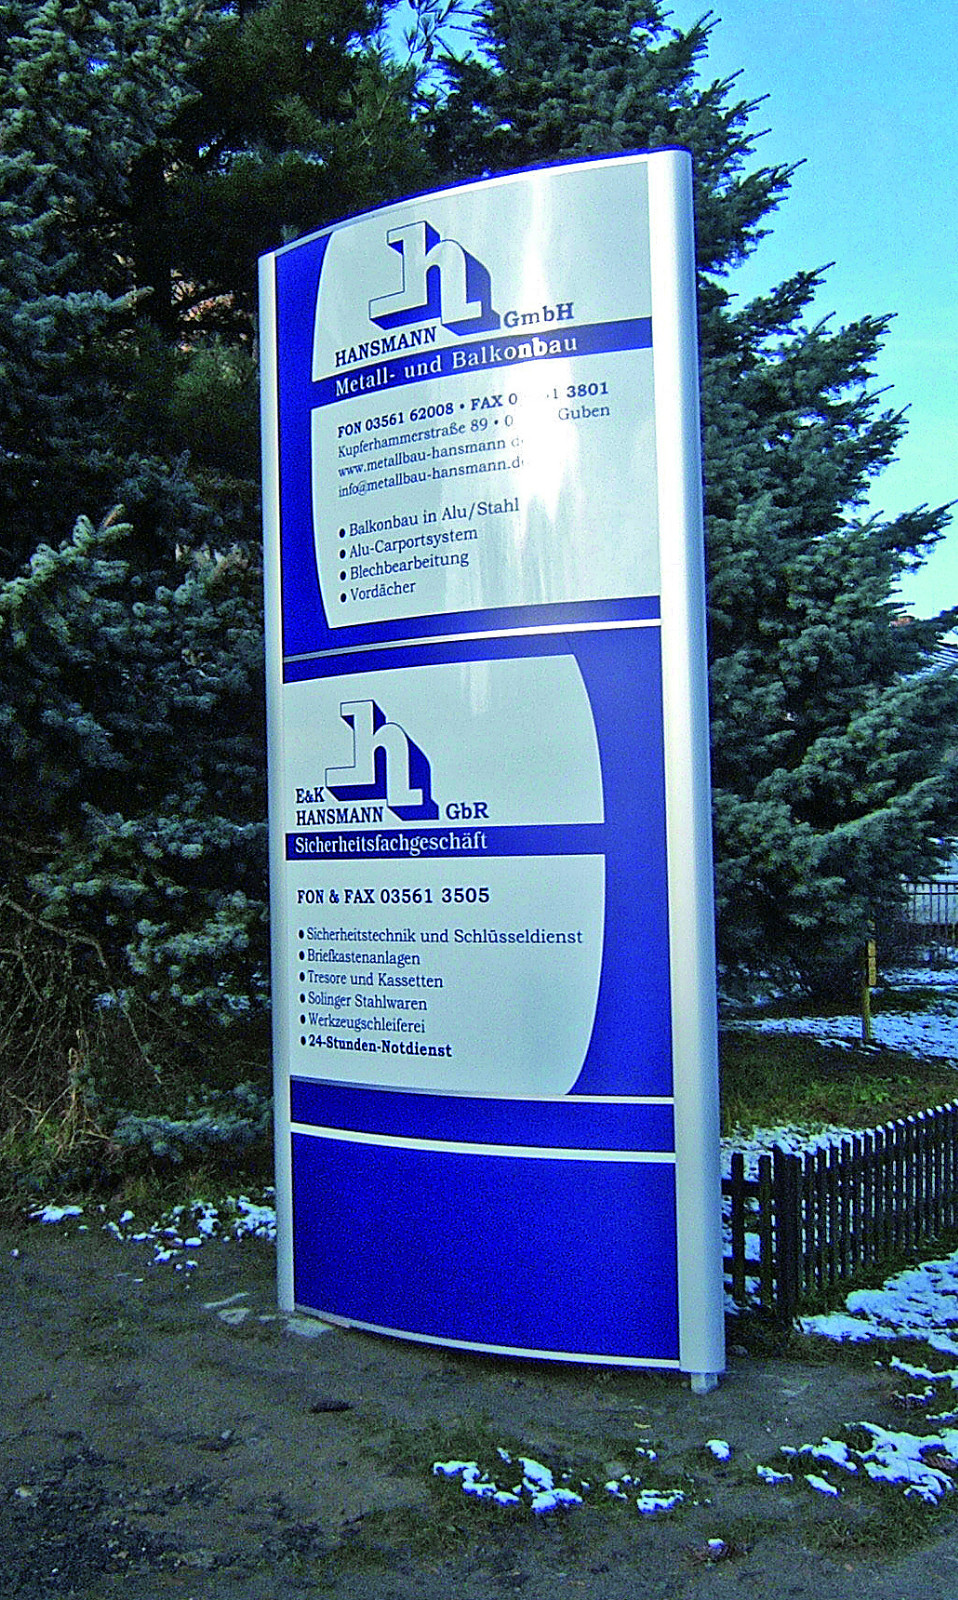 h
HANSMANN GmbH
Metall- und Balkonbau
FON 03561 62008 • FAX 3801
Kupferhammerstraße 89 • Guben
www.metallbau-hansmann
info@metallbau-hansmann.d
• Balkonbau in Alu/Stahl
• Alu-Carportsystem
• Blechbearbeitung
• Vordächer
h
E&K
HANSMANN GbR
Sicherheitsfachgeschäft
FON & FAX 03561 3505
• Sicherheitstechnik und Schlüsseldienst
• Briefkastenanlagen
• Tresore und Kassetten
• Solinger Stahlwaren
• Werkzeugschleiferei
• 24-Stunden-Notdienst